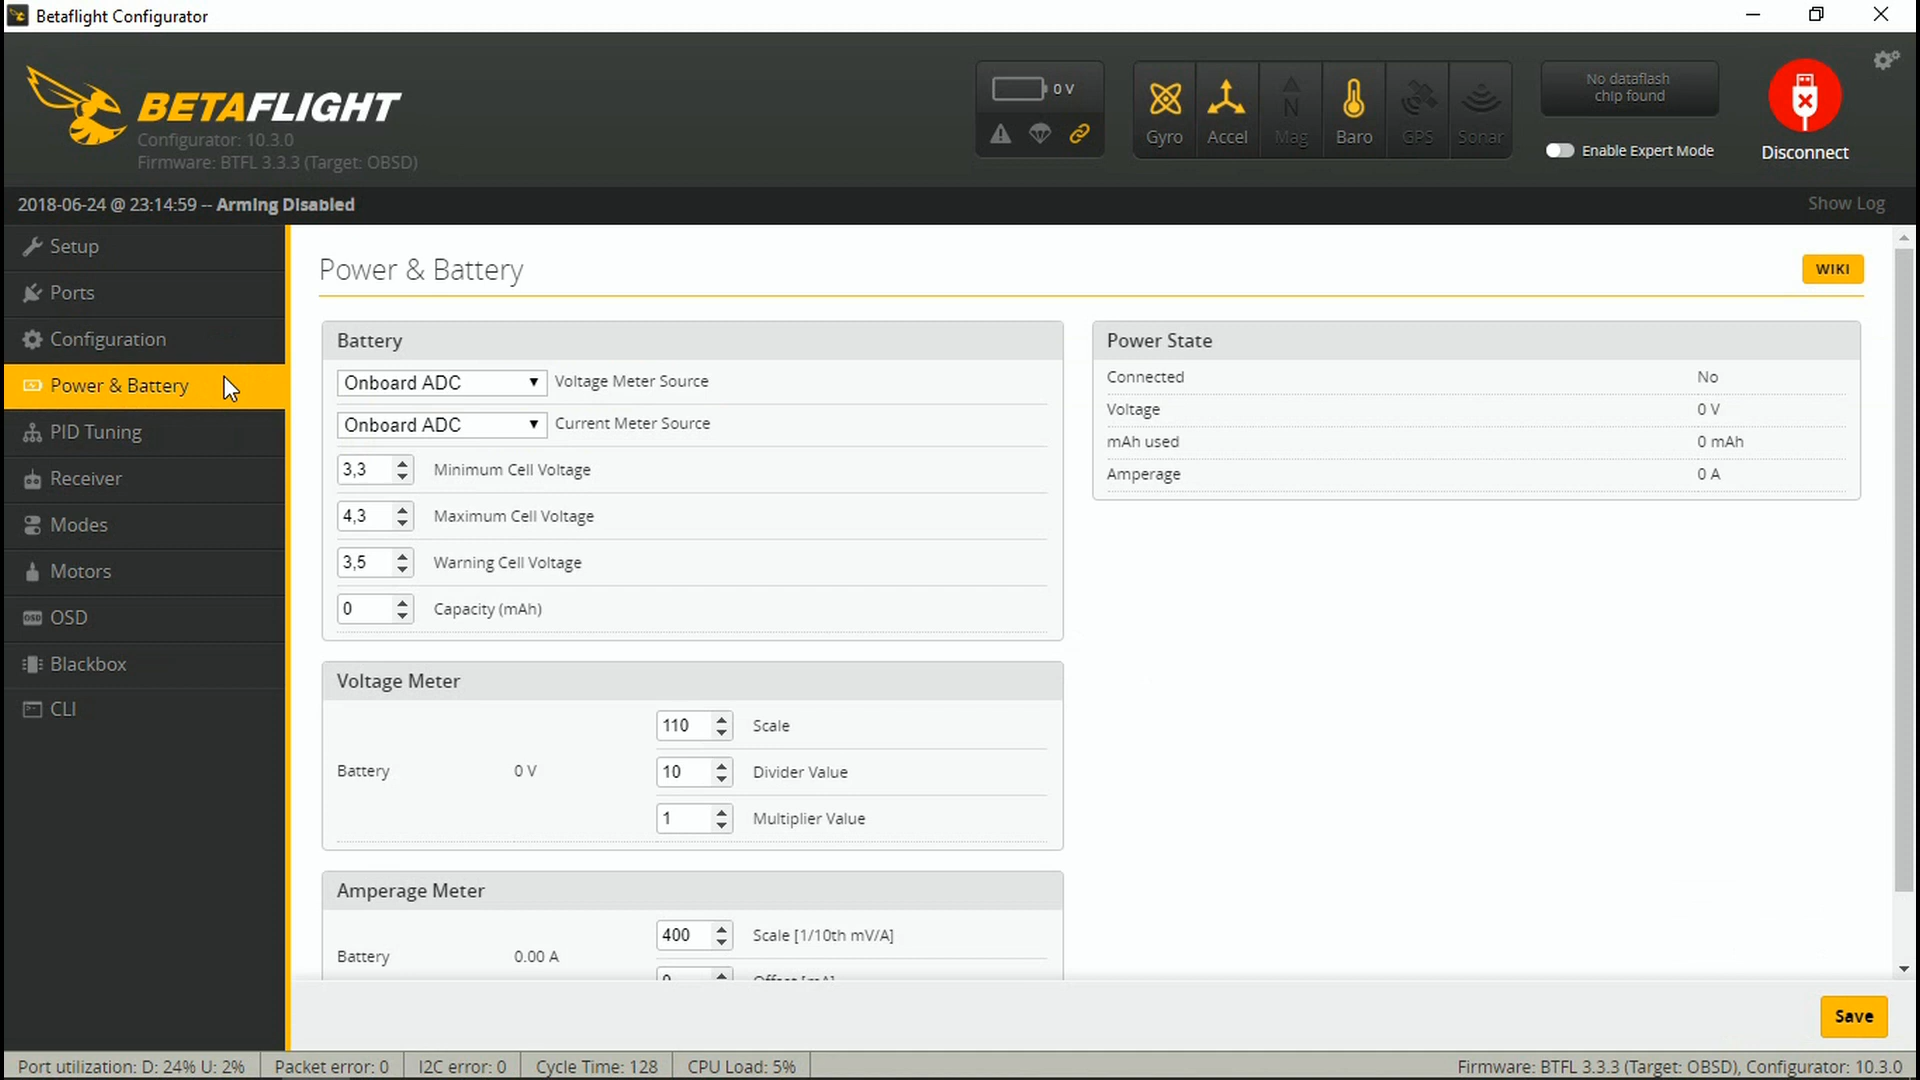 Betaflight Configurator
BETAFLIGHT
Configurator: 10.3.0
Firmware: BTFL 3.3.3 (Target: OBSD)
0 V
Gyro
Accel
Mag
Baro
GPS
Sonar
No dataflash
chip found
Enable Expert Mode
Disconnect
2018-06-24 @ 23:14:59 -- Arming Disabled
Show Log
Setup
Ports
Configuration
Power & Battery
PID Tuning
Receiver
Modes
Motors
OSD
Blackbox
CLI
Power & Battery
WIKI
Battery
Onboard ADC Voltage Meter Source
Onboard ADC Current Meter Source
3,3 Minimum Cell Voltage
4,3 Maximum Cell Voltage
3,5 Warning Cell Voltage
0 Capacity (mAh)
Power State
Connected No
Voltage 0 V
mAh used 0 mAh
Amperage 0 A
Voltage Meter
Battery 0 V
110 Scale
10 Divider Value
1 Multiplier Value
Amperage Meter
Battery 0.00 A
400 Scale [1/10th mV/A]
Save
Port utilization: D: 24% U: 2%
Packet error: 0
I2C error: 0
Cycle Time: 128
CPU Load: 5%
Firmware: BTFL 3.3.3 (Target: OBSD), Configurator: 10.3.0